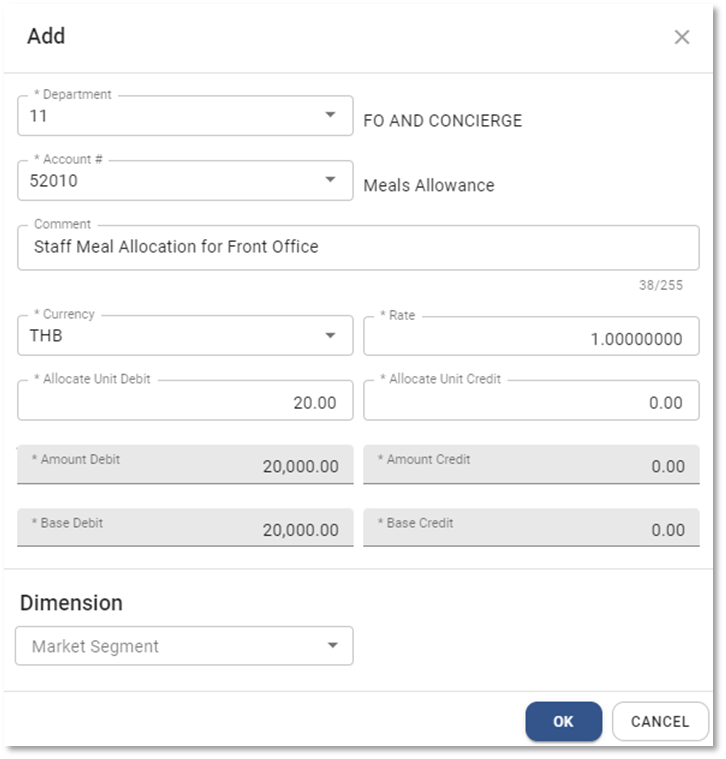 Add
* Department
11
FO AND CONCIERGE
* Account #
52010
Meals Allowance
Comment
Staff Meal Allocation for Front Office
38/255
* Currency
THB
* Rate
1.00000000
* Allocate Unit Debit
20.00
* Allocate Unit Credit
0.00
* Amount Debit
20,000.00
* Amount Credit
0.00
* Base Debit
20,000.00
* Base Credit
0.00
Dimension
Market Segment
OK
CANCEL